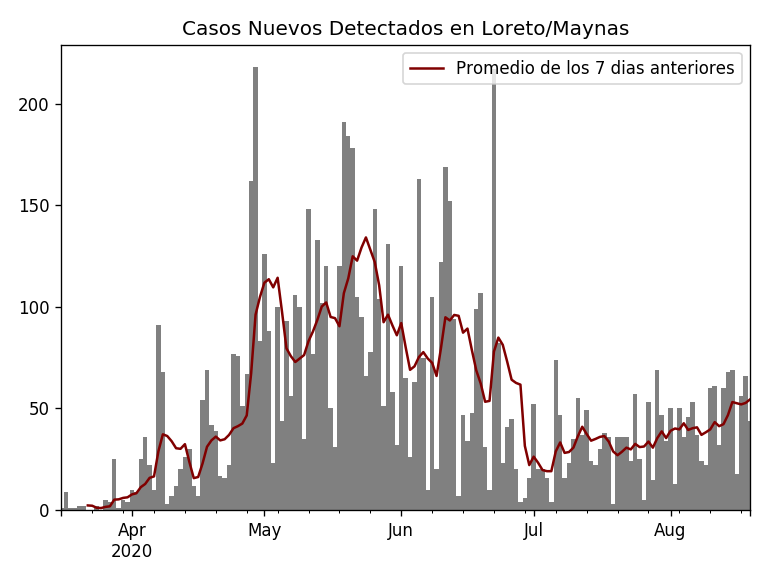 Casos Nuevos Detectados en Loreto/Maynas
Promedio de los 7 dias anteriores
200
150
100
50
0
Apr May Jun Jul Aug
2020